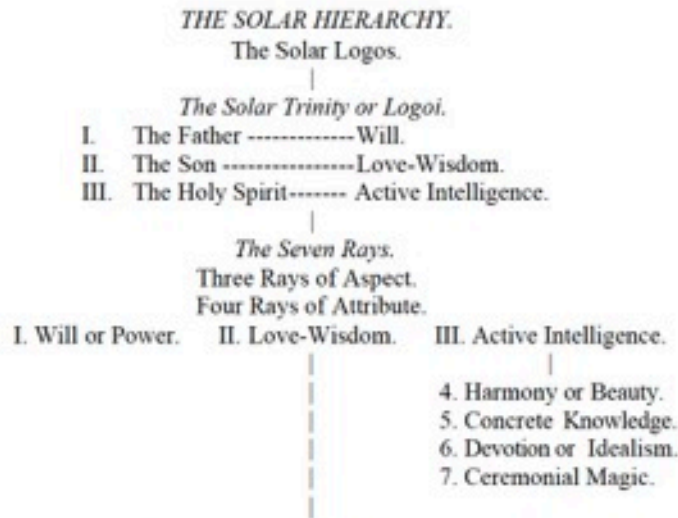 THE SOLAR HIERARCHY.
The Solar Logos.
The Solar Trinity or Logoi.
I. The Father -------------Will.
II. The Son ----------------Love-Wisdom.
III. The Holy Spirit------- Active Intelligence.
The Seven Rays.
Three Rays of Aspect.
Four Rays of Attribute.
I. Will or Power. II. Love-Wisdom. III. Active Intelligence.
4. Harmony or Beauty.
5. Concrete Knowledge.
6. Devotion or Idealism.
7. Ceremonial Magic.